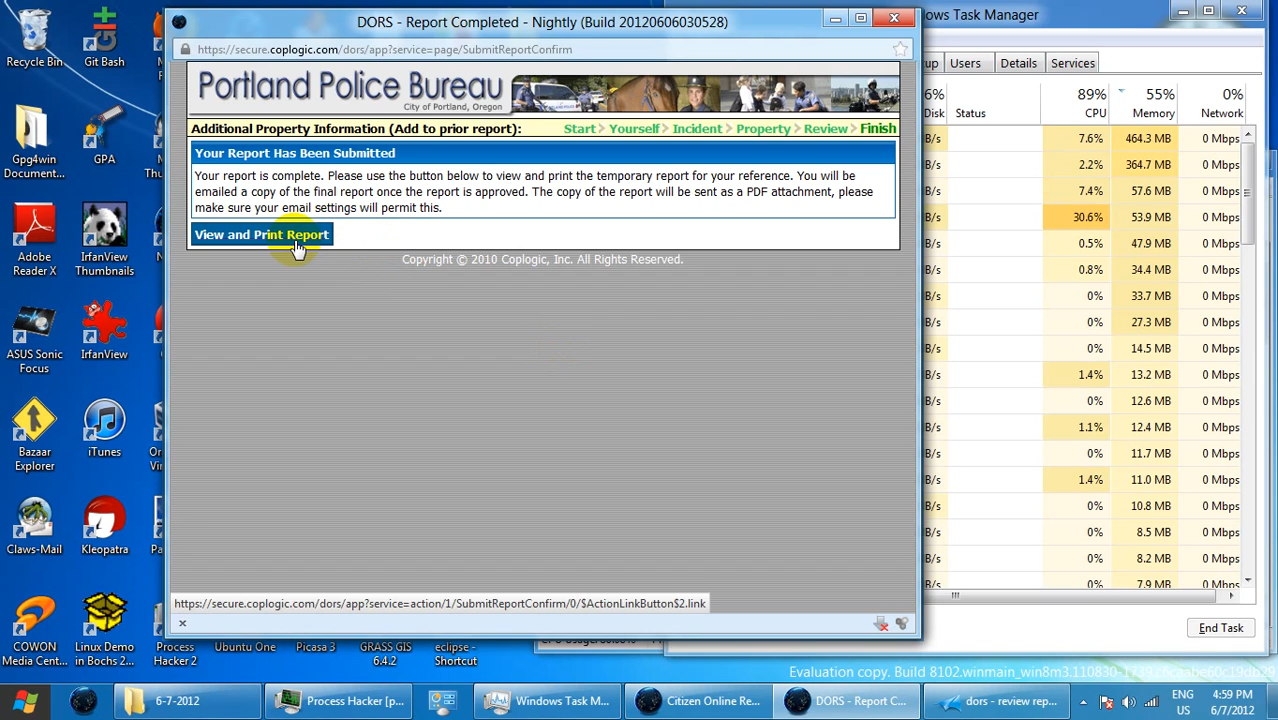 DORS - Report Completed - Nightly (Build 20120606030528)
https://secure.coplogic.com/dors/app?service=page/SubmitReportConfirm
Portland Police Bureau
City of Portland, Oregon
Additional Property Information (Add to prior report): Start Yourself Incident Property Review Finish
Your Report Has Been Submitted
Your report is complete. Please use the button below to view and print the temporary report for your reference. You will be
emailed a copy of the final report once the report is approved. The copy of the report will be sent as a PDF attachment, please
make sure your email settings will permit this.
View and Print Report
Copyright © 2010 Coplogic, Inc. All Rights Reserved.
https://secure.coplogic.com/dors/app?service=action/1/SubmitReportConfirm/0/$ActionLinkButton$2.link
Recycle Bin
Git Bash
Gpg4win
Documen...
GPA
Adobe
Reader X
IrfanView
Thumbnails
ASUS Sonic
Focus
IrfanView
Bazaar
Explorer
iTunes
Claws-Mail
Kleopatra
COWON
Media Cent...
Linux Demo
in Bochs 2...
Process
Hacker 2
Ubuntu One
Picasa 3
GRASS GIS
6.4.2
eclipse -
Shortcut
Task Manager
Users Details Services
6% 89% 55% 0%
Disk Status CPU Memory Network
B/s 7.6% 464.3 MB 0 Mbps
B/s 2.2% 364.7 MB 0 Mbps
B/s 7.4% 57.6 MB 0 Mbps
B/s 30.6% 53.9 MB 0 Mbps
B/s 0.5% 47.9 MB 0 Mbps
B/s 0.8% 34.4 MB 0 Mbps
B/s 0% 33.7 MB 0 Mbps
B/s 0% 27.3 MB 0 Mbps
B/s 0% 14.5 MB 0 Mbps
B/s 1.4% 13.2 MB 0 Mbps
B/s 0% 12.6 MB 0 Mbps
B/s 1.1% 12.4 MB 0 Mbps
B/s 0% 11.7 MB 0 Mbps
B/s 1.4% 11.0 MB 0 Mbps
B/s 0% 10.8 MB 0 Mbps
B/s 0% 8.5 MB 0 Mbps
B/s 0% 8.2 MB 0 Mbps
B/s 0% 7.9 MB 0 Mbps
End Task
Evaluation copy. Build 8102.winmain_win8m3.110830-
6-7-2012
Process Hacker [p...
Windows Task M...
Citizen Online Re...
DORS - Report C...
dors - review rep...
ENG
US
4:59 PM
6/7/2012